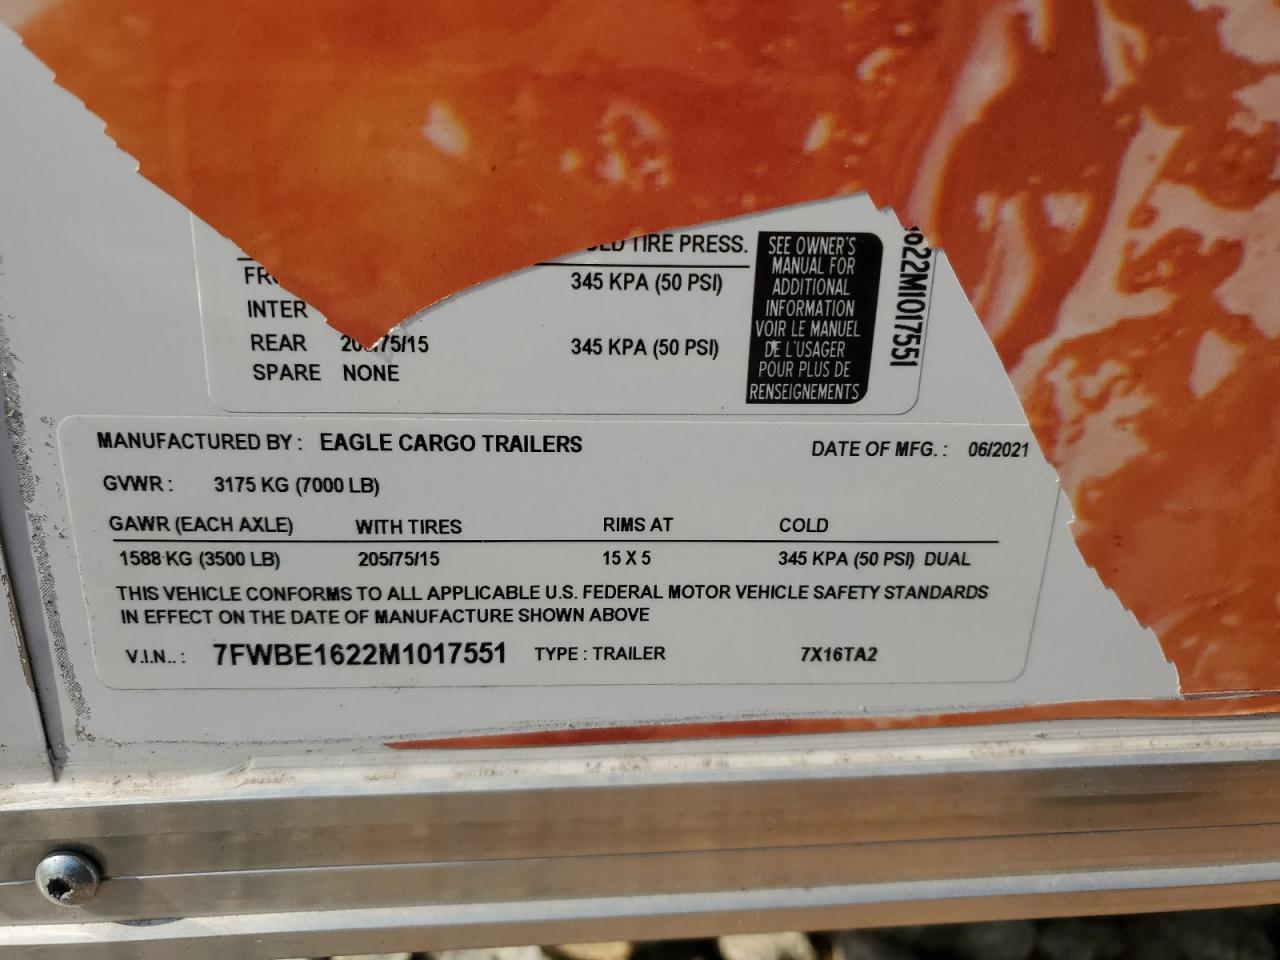 TIRE PRESS.
345 KPA (50 PSI)
INTER
REAR 205/75/15 345 KPA (50 PSI)
SPARE NONE
SEE OWNER'S
MANUAL FOR
ADDITIONAL
INFORMATION
VOIR LE MANUEL
DE L'USAGER
POUR PLUS DE
RENSEIGNEMENTS
622M1017551
MANUFACTURED BY : EAGLE CARGO TRAILERS DATE OF MFG. : 06/2021
GVWR : 3175 KG (7000 LB)
GAWR (EACH AXLE) WITH TIRES RIMS AT COLD
1588 KG (3500 LB) 205/75/15 15 X 5 345 KPA (50 PSI) DUAL
THIS VEHICLE CONFORMS TO ALL APPLICABLE U.S. FEDERAL MOTOR VEHICLE SAFETY STANDARDS
IN EFFECT ON THE DATE OF MANUFACTURE SHOWN ABOVE
V.I.N.. : 7FWBE1622M1017551 TYPE : TRAILER 7X16TA2